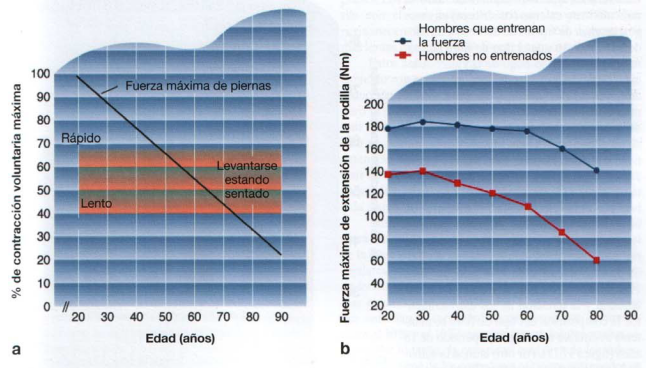 % de contracción voluntaria máxima
100
90
80
70
60
50
40
30
20
10
0
Fuerza máxima de piernas
Rápido
Levantarse
estando
sentado
Lento
20 30 40 50 60 70 80 90
Edad (años)
a
Hombres que entrenan
la fuerza
Hombres no entrenados
Fuerza máxima de extensión de la rodilla (Nm)
200
180
160
140
120
100
80
60
40
20
20 30 40 50 60 70 80 90
Edad (años)
b